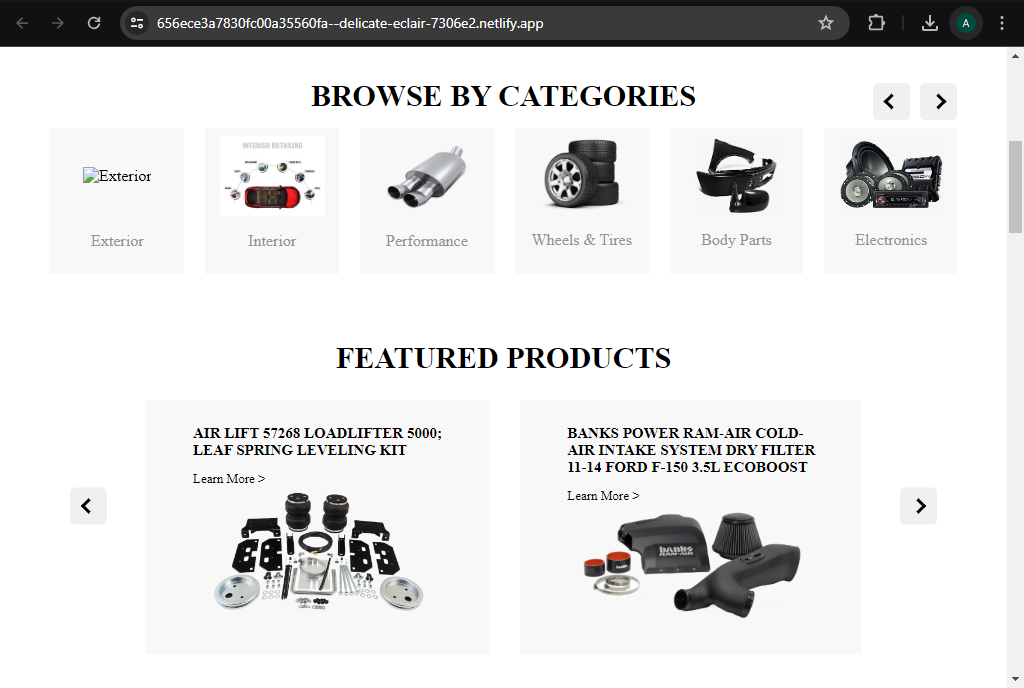 656ece3a7830fc00a35560fa--delicate-eclair-7306e2.netlify.app
A
BROWSE BY CATEGORIES
INTERIOR DETAILING
Exterior
Exterior
Interior
Performance
Wheels & Tires
Body Parts
Electronics
FEATURED PRODUCTS
AIR LIFT 57268 LOADLIFTER 5000;
LEAF SPRING LEVELING KIT
Learn More >
BANKS POWER RAM-AIR COLD-
AIR INTAKE SYSTEM DRY FILTER
11-14 FORD F-150 3.5L ECOBOOST
Learn More >
banks
RAM-AIR